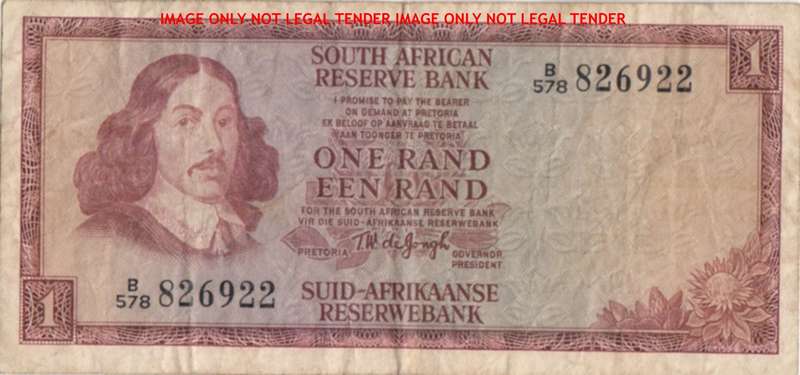 IMAGE ONLY NOT LEGAL TENDER IMAGE ONLY NOT LEGAL TENDER
1
SOUTH AFRICAN
RESERVE BANK
B/578 826922
I PROMISE TO PAY THE BEARER
ON DEMAND AT PRETORIA
EK BELOOF OP AANVRAAG TE BETAAL
AAN TOONDER TE PRETORIA
ONE RAND
EEN RAND
FOR THE SOUTH AFRICAN RESERVE BANK
VIR DIE SUID-AFRIKAANSE RESERWEBANK
T.W. de Jongh
PRETORIA
GOVERNOR
PRESIDENT.
B/578 826922
SUID-AFRIKAANSE
RESERWEBANK
1